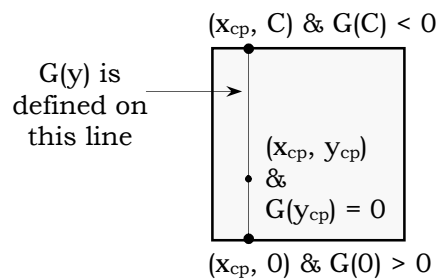 (x_cp, C) & G(C) < 0
G(y) is
defined on
this line
(x_cp, y_cp)
&
G(y_cp) = 0
(x_cp, 0) & G(0) > 0